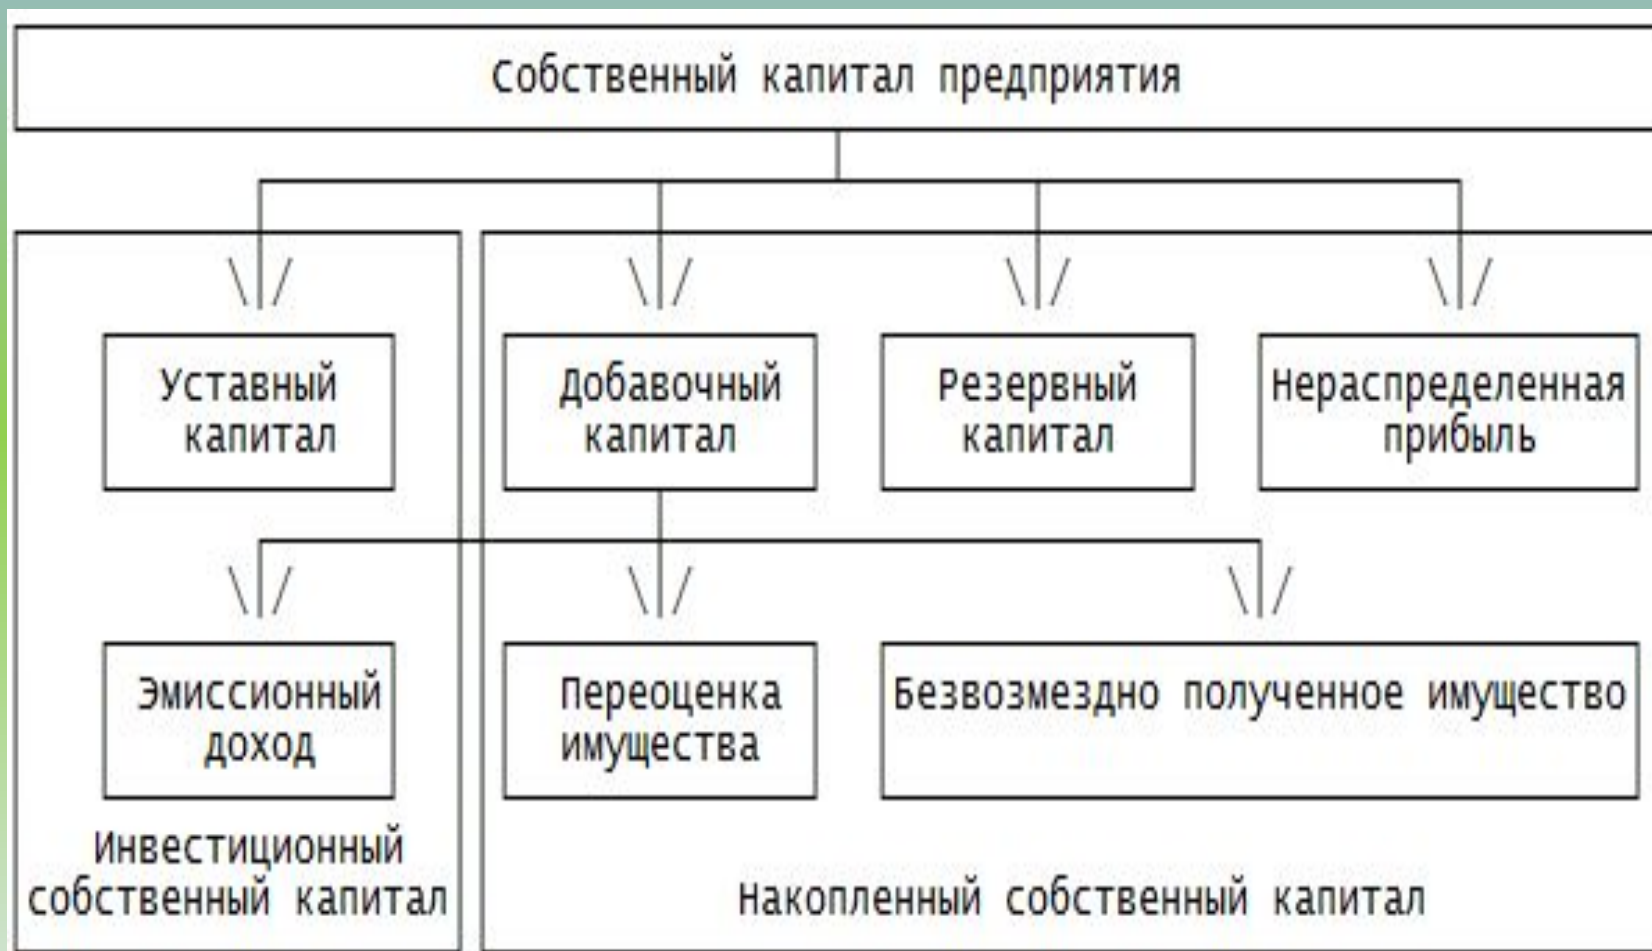 Собственный капитал предприятия
Уставный
капитал
Добавочный
капитал
Резервный
капитал
Нераспределенная
прибыль
Эмиссионный
доход
Переоценка
имущества
Безвозмездно полученное имущество
Инвестиционный
собственный капитал
Накопленный собственный капитал